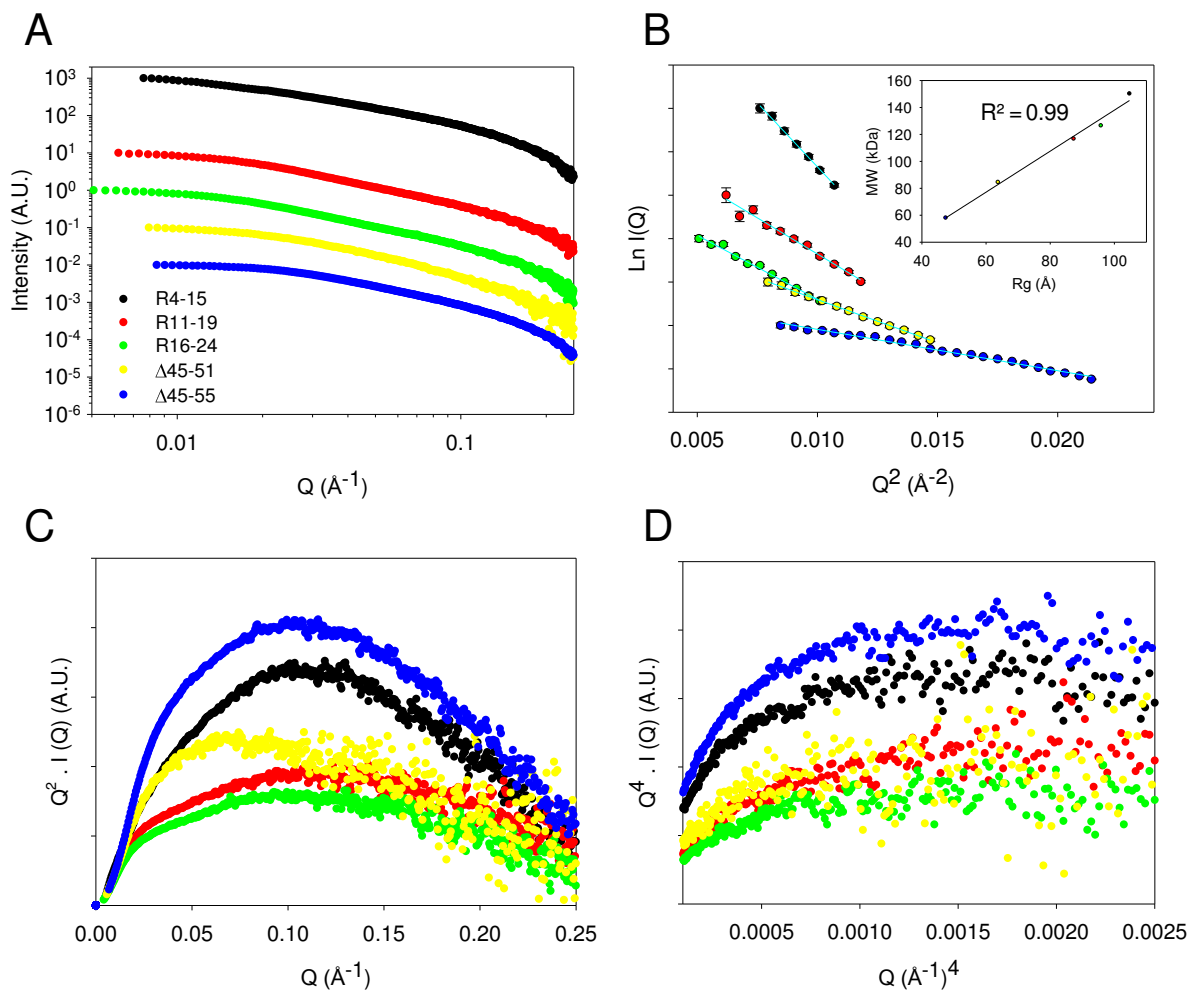 A
Intensity (A.U.)
10³
10²
10¹
10⁰
10⁻¹
10⁻²
10⁻³
10⁻⁴
10⁻⁵
10⁻⁶
R4-15
R11-19
R16-24
Δ45-51
Δ45-55
0.01
0.1
Q (Å⁻¹)
B
Ln I(Q)
160
140
120
100
80
60
40
MW (kDa)
R² = 0.99
40
60
80
100
Rg (Å)
0.005
0.010
0.015
0.020
Q² (Å⁻²)
C
Q² . I (Q) (A.U.)
0.00
0.05
0.10
0.15
0.20
0.25
Q (Å⁻¹)
D
Q⁴ . I (Q) (A.U.)
0.0005
0.0010
0.0015
0.0020
0.0025
Q (Å⁻¹)⁴